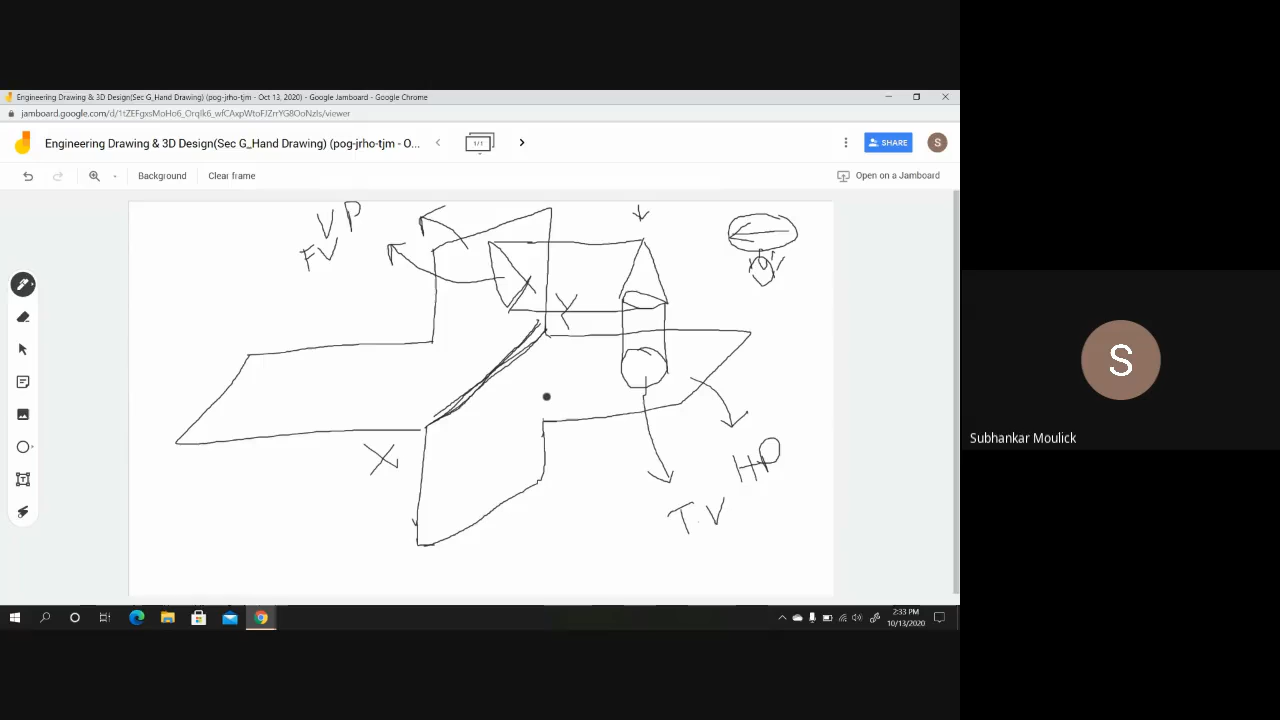 Engineering Drawing & 3D Design(Sec G_Hand Drawing) (pog-jrho-tjm - Oct 13, 2020) - Google Jamboard - Google Chrome
Engineering Drawing & 3D Design(Sec G_Hand Drawing) (pog-jrho-tjm - O...
1/1
SHARE
S
Background
Clear frame
Open on a Jamboard
VP
FV
Y
X
HP
T.V
S
Subhankar Moulick
2:33 PM
10/13/2020